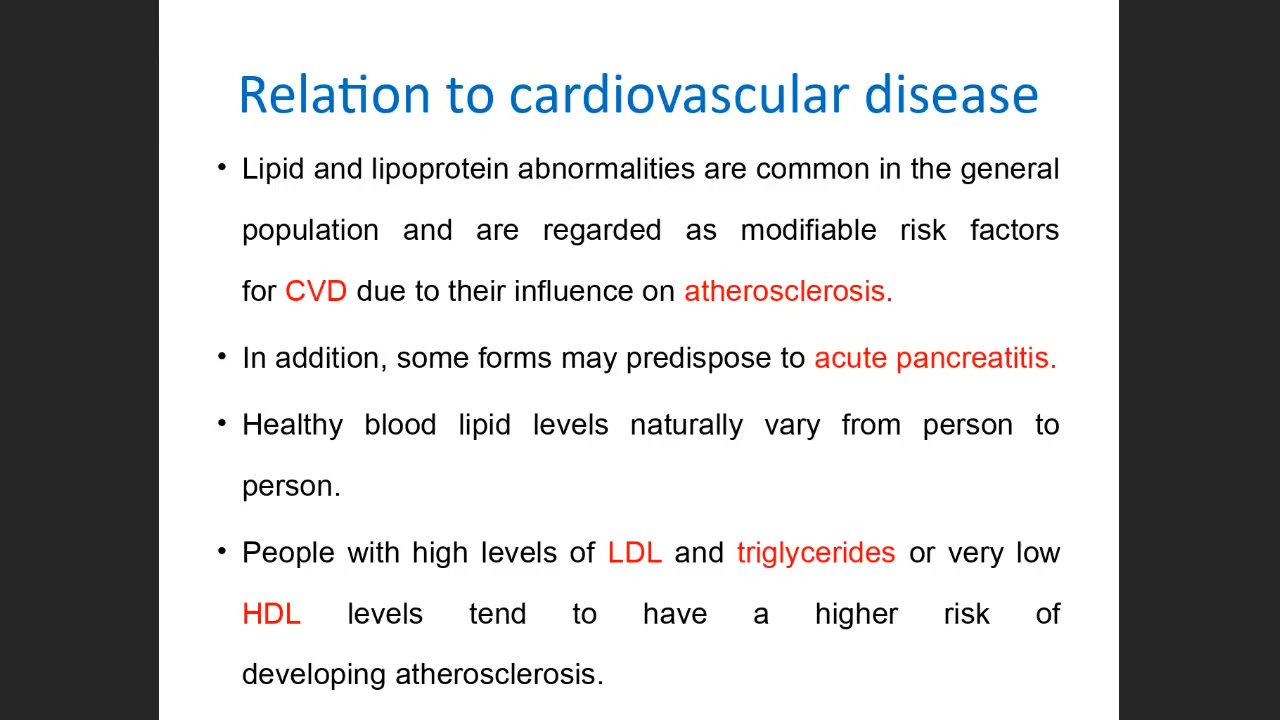 Relation to cardiovascular disease
• Lipid and lipoprotein abnormalities are common in the general
population and are regarded as modifiable risk factors
for CVD due to their influence on atherosclerosis.
• In addition, some forms may predispose to acute pancreatitis.
• Healthy blood lipid levels naturally vary from person to
person.
• People with high levels of LDL and triglycerides or very low
HDL levels tend to have a higher risk of
developing atherosclerosis.